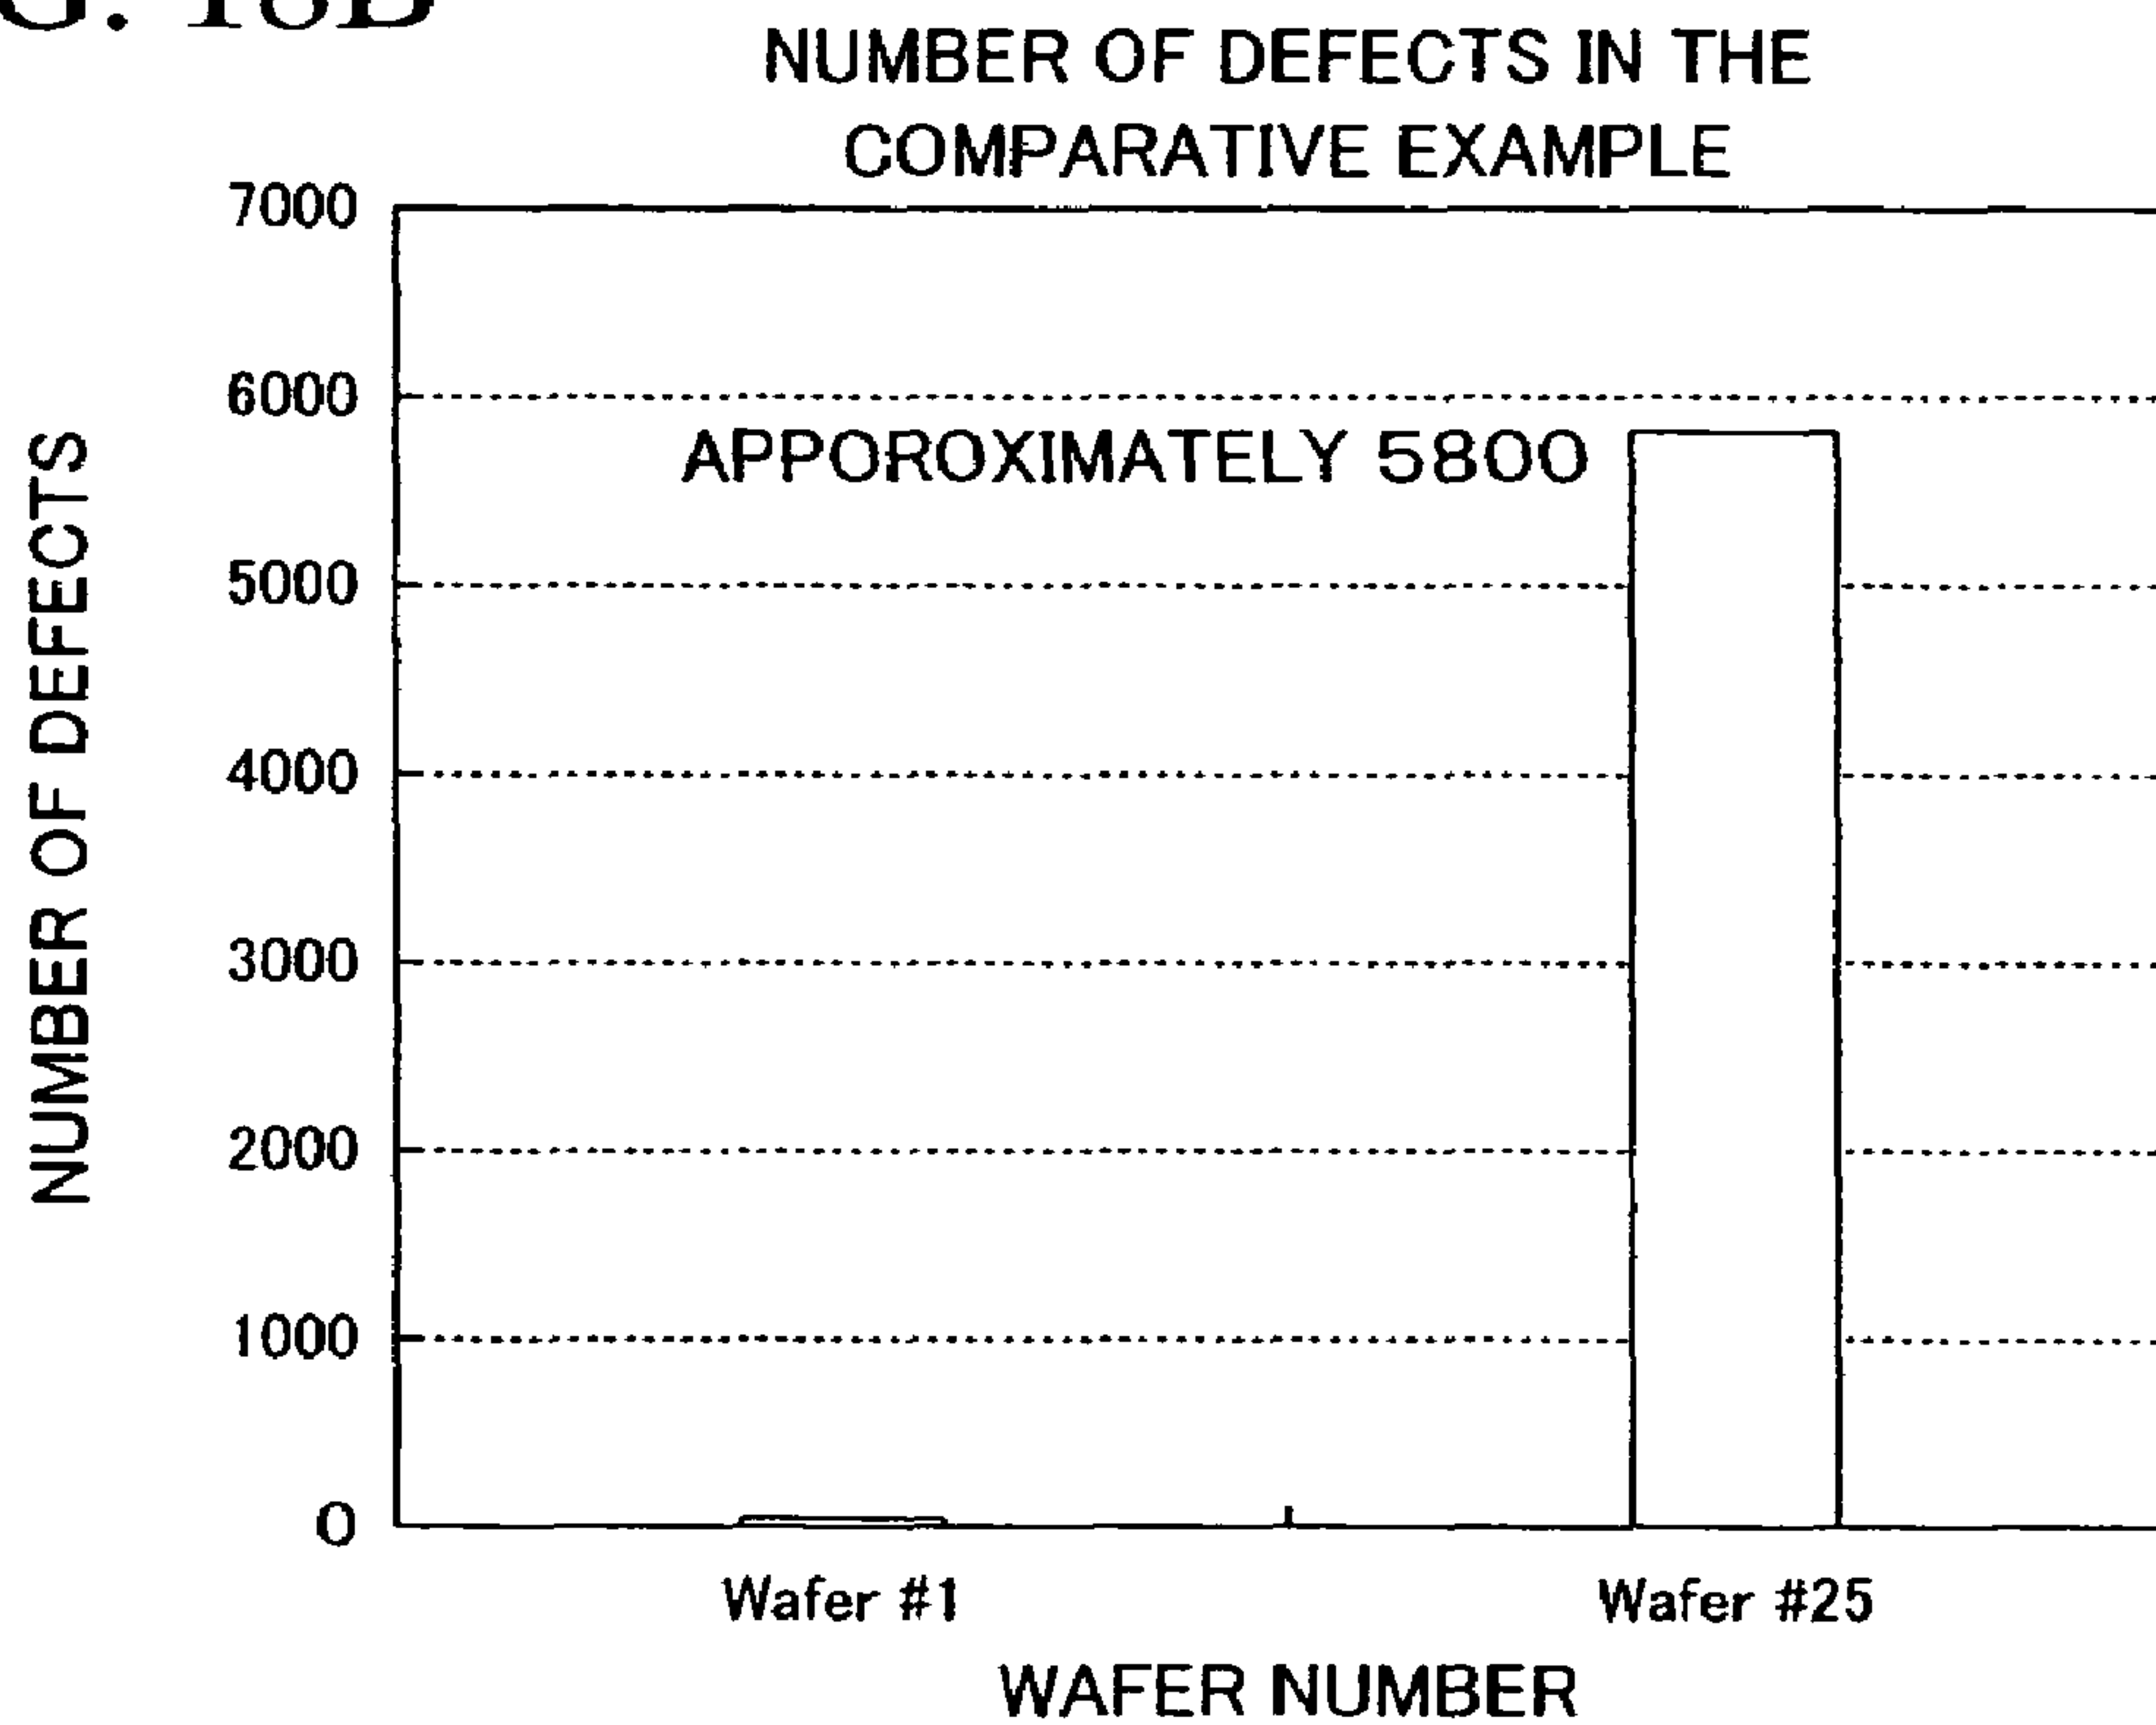 NUMBER OF DEFECTS IN THE
COMPARATIVE EXAMPLE
7000
6000
APPOROXIMATELY 5800
5000
4000
3000
2000
1000
0
NUMBER OF DEFECTS
Wafer #1
Wafer #25
WAFER NUMBER